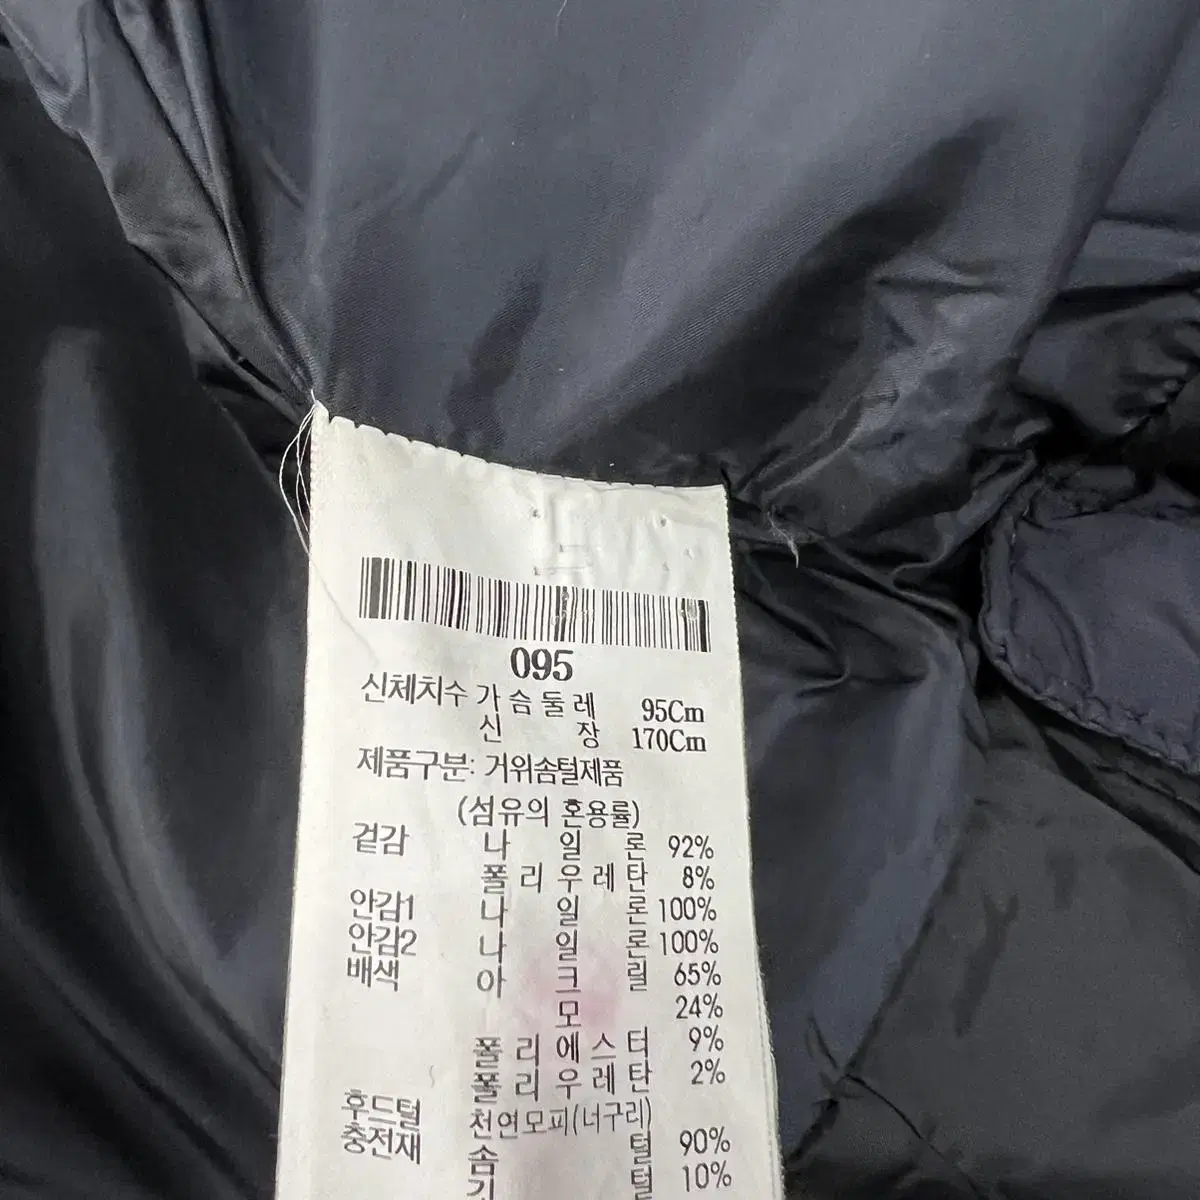 095
신체치수 가슴둘레 95Cm
신장 170Cm
제품구분: 거위솜털제품
(섬유의 혼용률)
겉감 나일론 92%
폴리우레탄 8%
안감1 나일론 100%
안감2 나일론 100%
배색 아크릴 65%
모 24%
폴리에스터 9%
폴리우레탄 2%
후드털 천연모피(너구리)
충전재 솜털 90%
깃털 10%